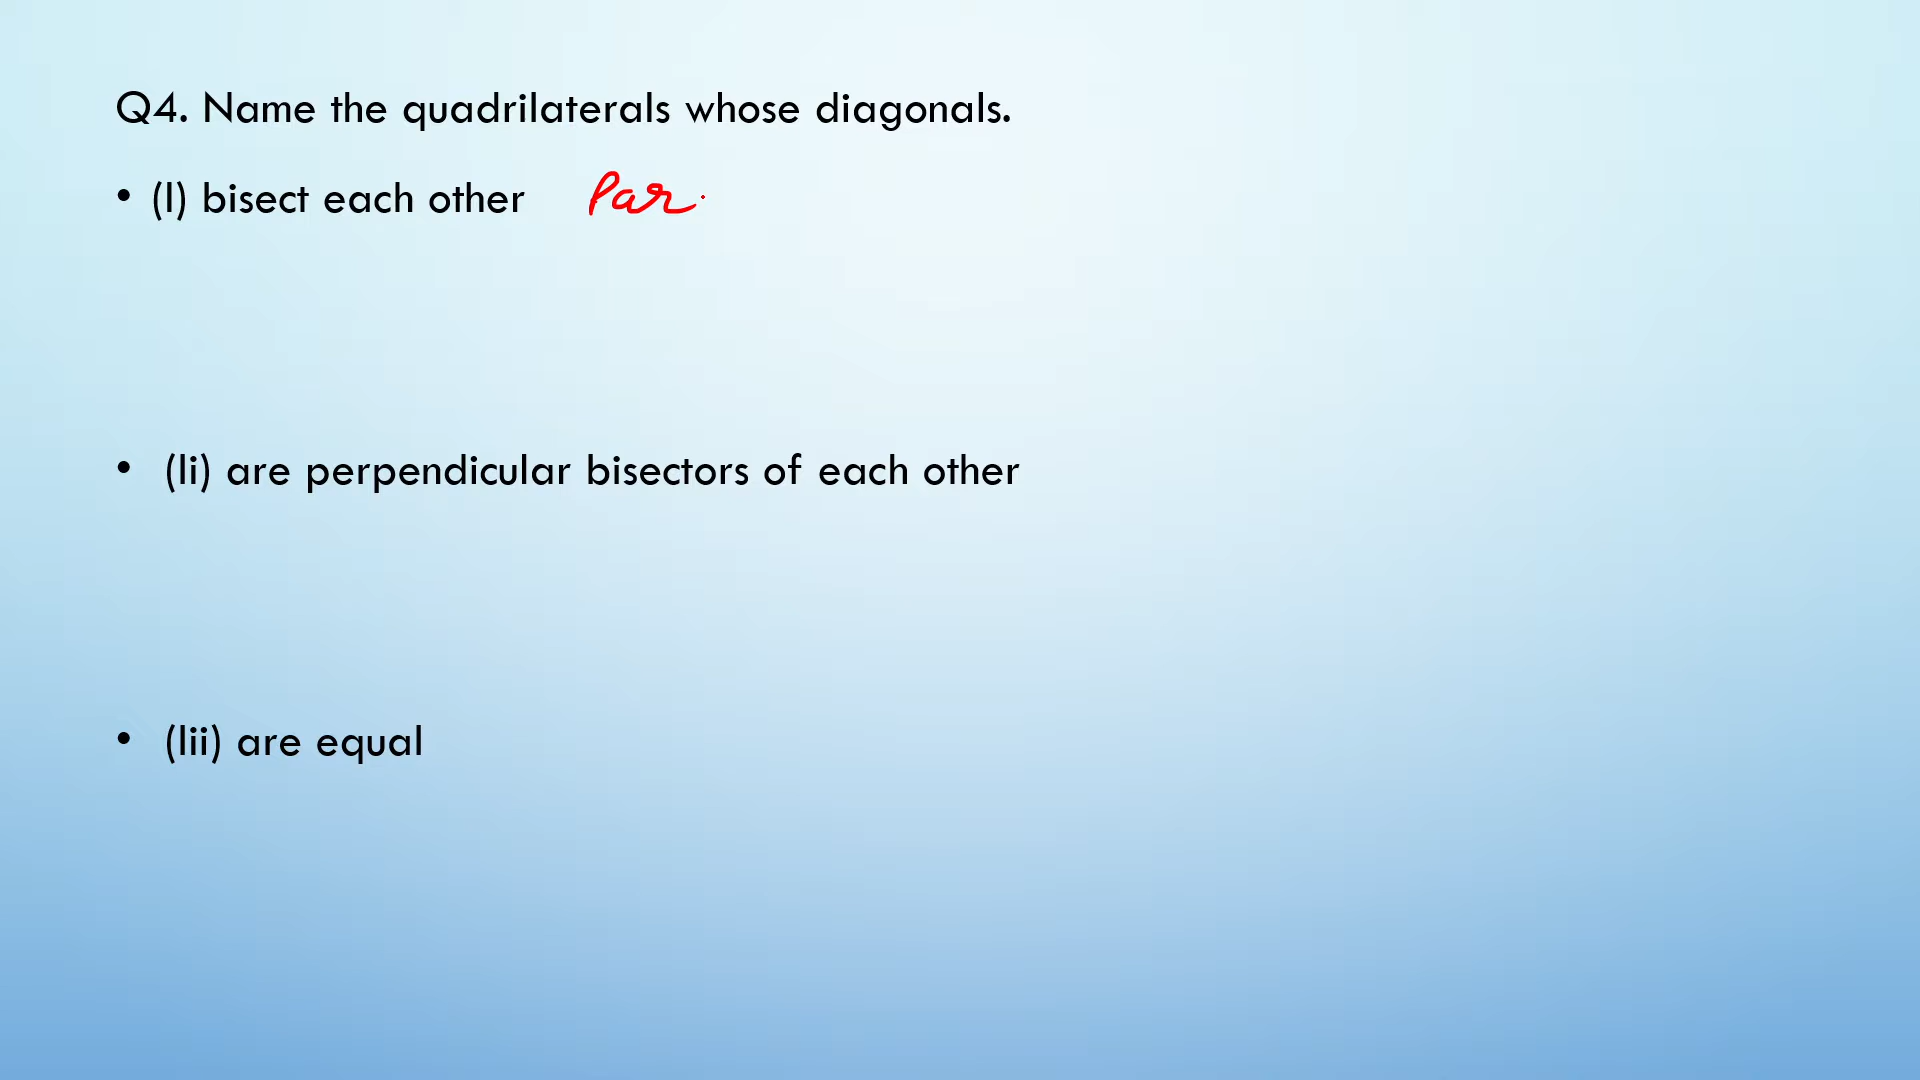 Q4. Name the quadrilaterals whose diagonals.
• (I) bisect each other Par
• (Ii) are perpendicular bisectors of each other
• (Iii) are equal